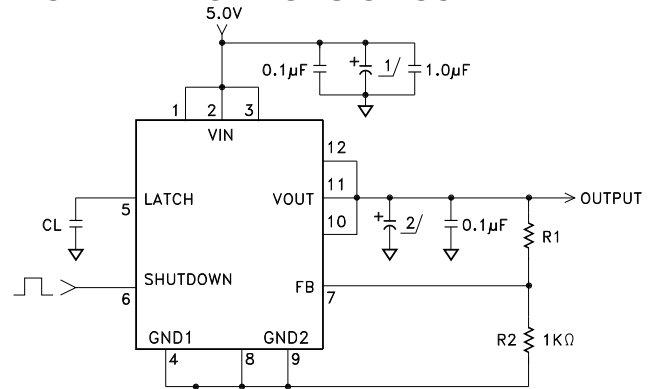 5.0V
0.1µF
+
1/
1.0µF
1
2
3
VIN
12
11
10
LATCH
VOUT
OUTPUT
5
CL
+
2/
0.1µF
R1
SHUTDOWN
6
FB
7
GND1
GND2
R2
1KΩ
4
8
9